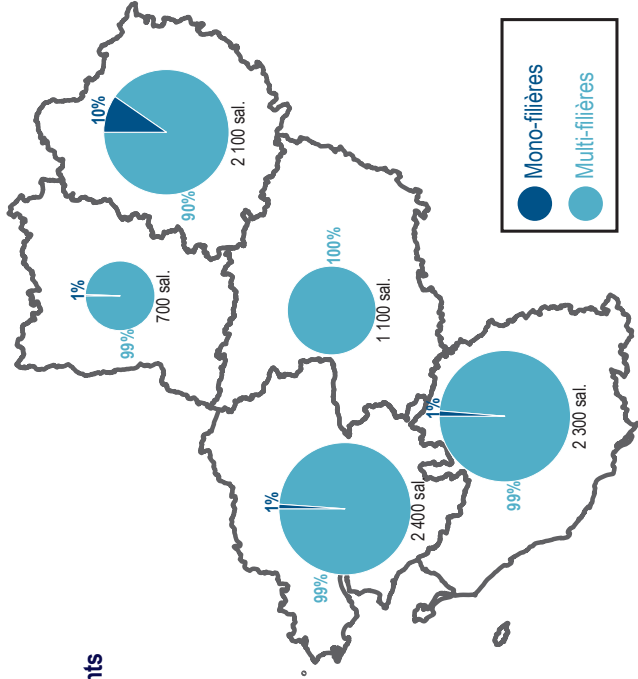 nts
1%
99%
700 sal.
10%
90%
2 100 sal.
1%
99%
2 400 sal.
100%
1 100 sal.
1%
99%
2 300 sal.
Mono-filières
Multi-filières